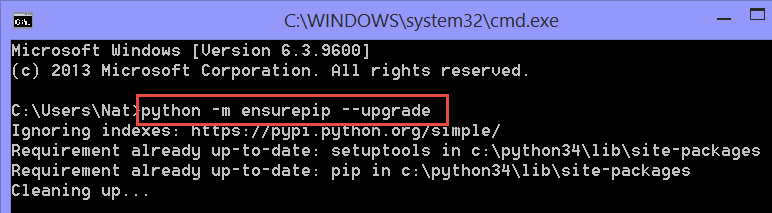 C:\WINDOWS\system32\cmd.exe
Microsoft Windows [Version 6.3.9600]
(c) 2013 Microsoft Corporation. All rights reserved.
C:\Users\Nat>python -m ensurepip --upgrade
Ignoring indexes: https://pypi.python.org/simple/
Requirement already up-to-date: setuptools in c:\python34\lib\site-packages
Requirement already up-to-date: pip in c:\python34\lib\site-packages
Cleaning up...